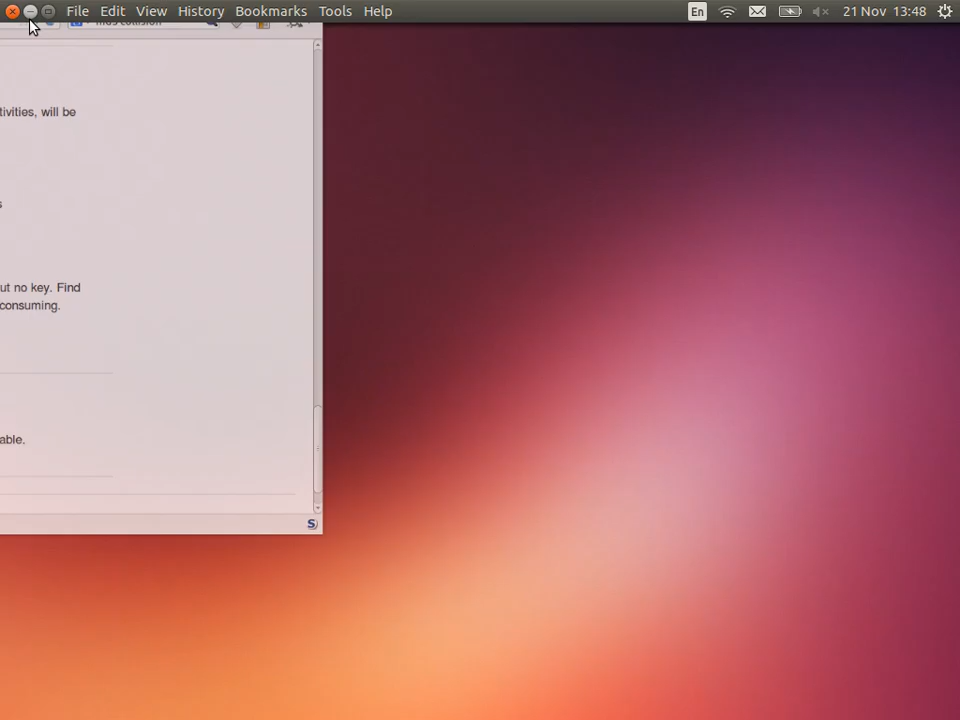 File Edit View History Bookmarks Tools Help En 21 Nov 13:48
collision
tivities, will be
s
ut no key. Find
consuming.
able.
S